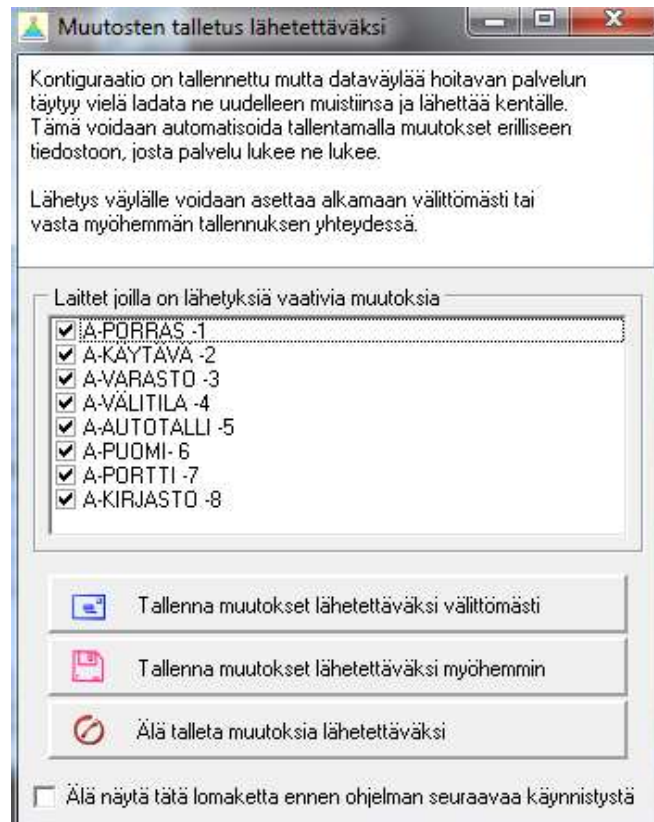 Muutosten talletus lähetettäväksi
Kontiguraatio on tallennettu mutta dataväylää hoitavan palvelun
täytyy vielä ladata ne uudelleen muistiinsa ja lähettää kentälle.
Tämä voidaan automatisoida tallentamalla muutokset erilliseen
tiedostoon, josta palvelu lukee ne lukee.
Lähetys väylälle voidaan asettaa alkamaan välittömästi tai
vasta myöhemmän tallennuksen yhteydessä.
Laittet joilla on lähetyksiä vaativia muutoksia
A-PORRAS -1
A-KÄYTÄVÄ -2
A-VARASTO -3
A-VÄLITILA -4
A-AUTOTALLI -5
A-PUOMI- 6
A-PORTTI -7
A-KIRJASTO -8
Tallenna muutokset lähetettäväksi välittömästi
Tallenna muutokset lähetettäväksi myöhemmin
Älä talleta muutoksia lähetettäväksi
Älä näytä tätä lomaketta ennen ohjelman seuraavaa käynnistystä